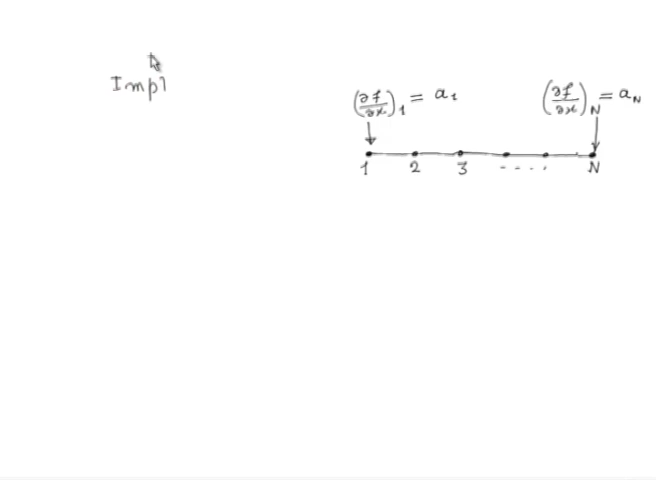 Impl
(∂f/∂x)₁ = a₁
(∂f/∂x)N = aN
1 2 3 - - - . N